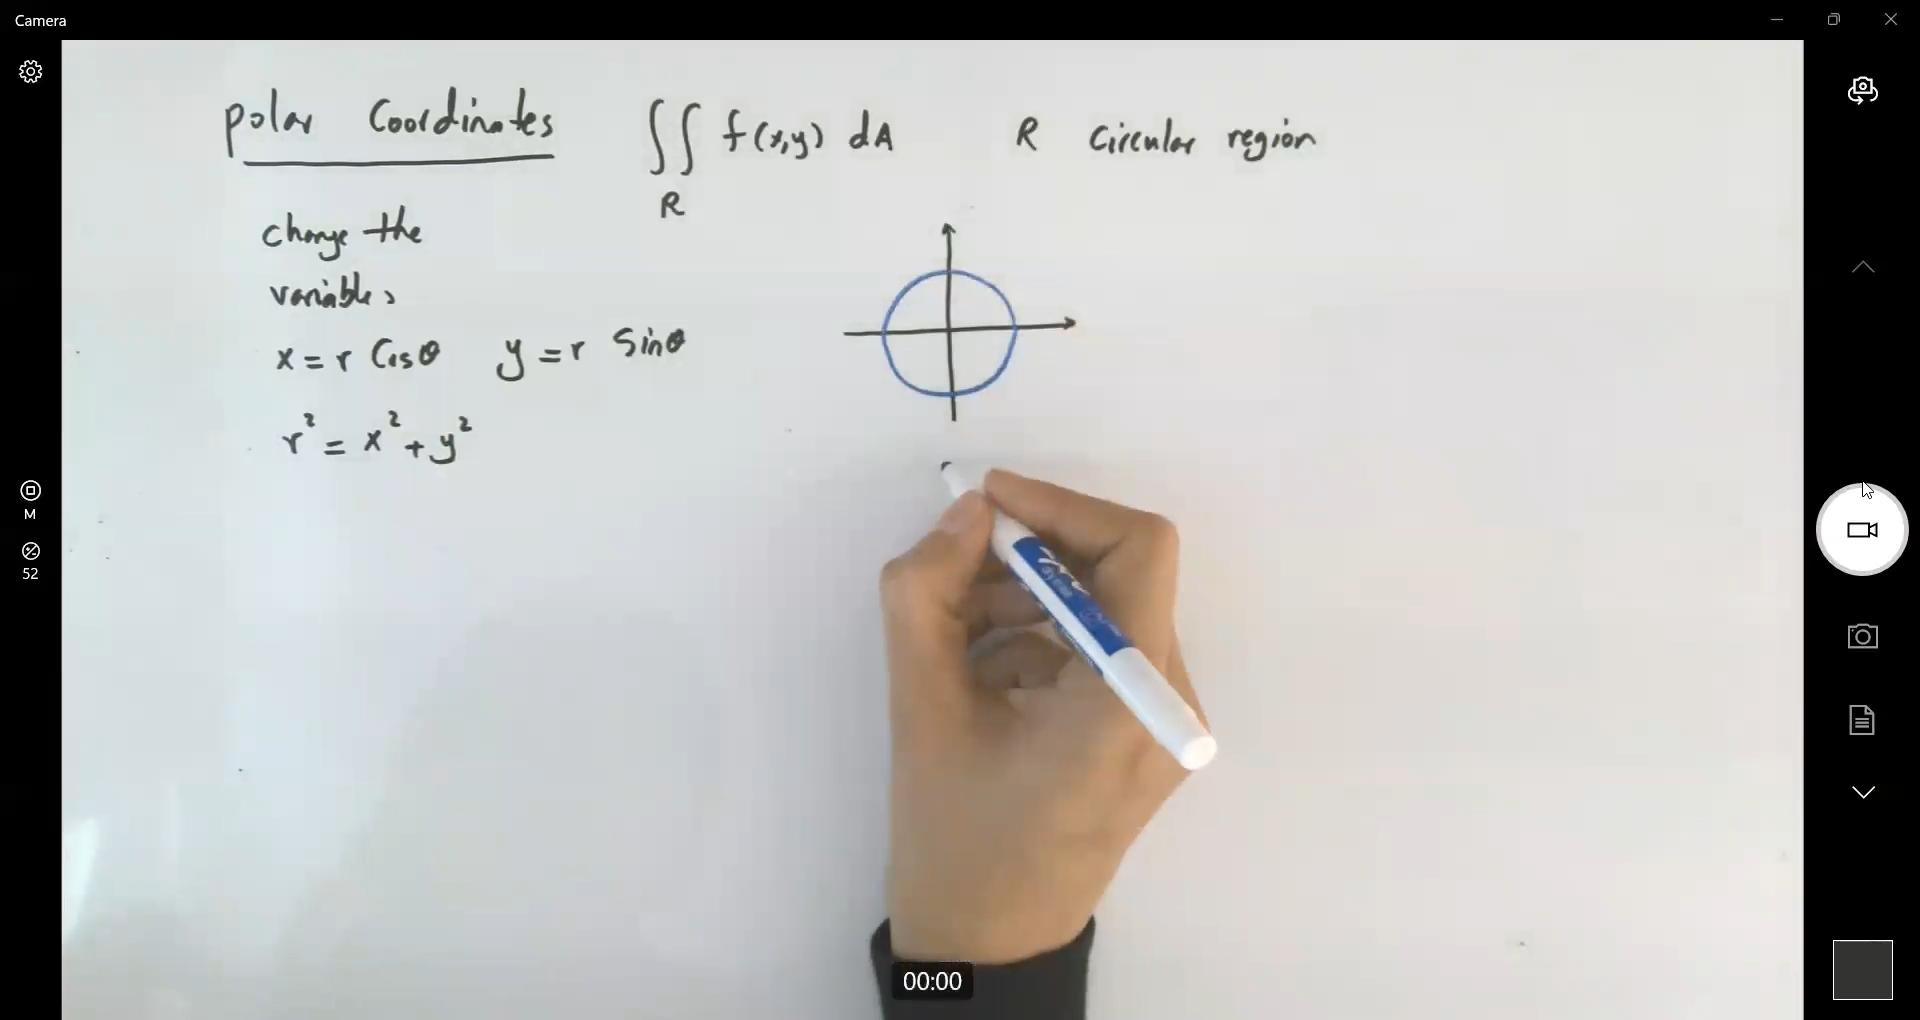 Camera
polar Coordinates ∫∫ f(x,y) dA R Circular region
R
change the
variables
x = r Cosθ y = r Sinθ
r² = x² + y²
M
52
00:00